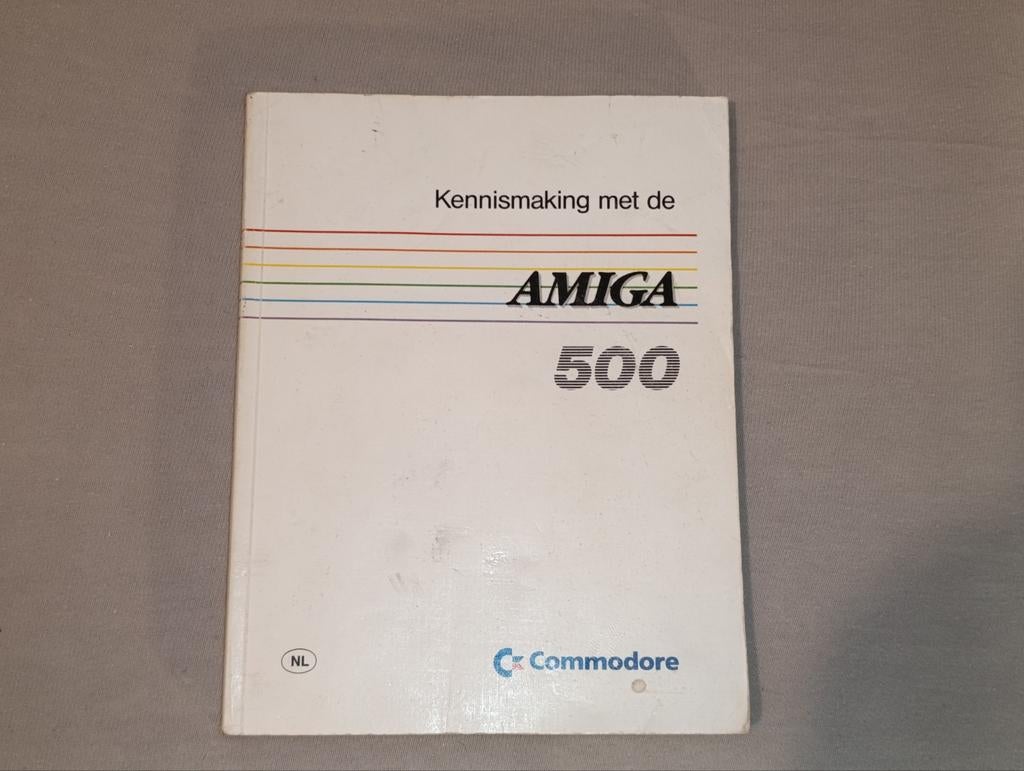 Kennismaking met de
AMIGA
500
NL
Commodore